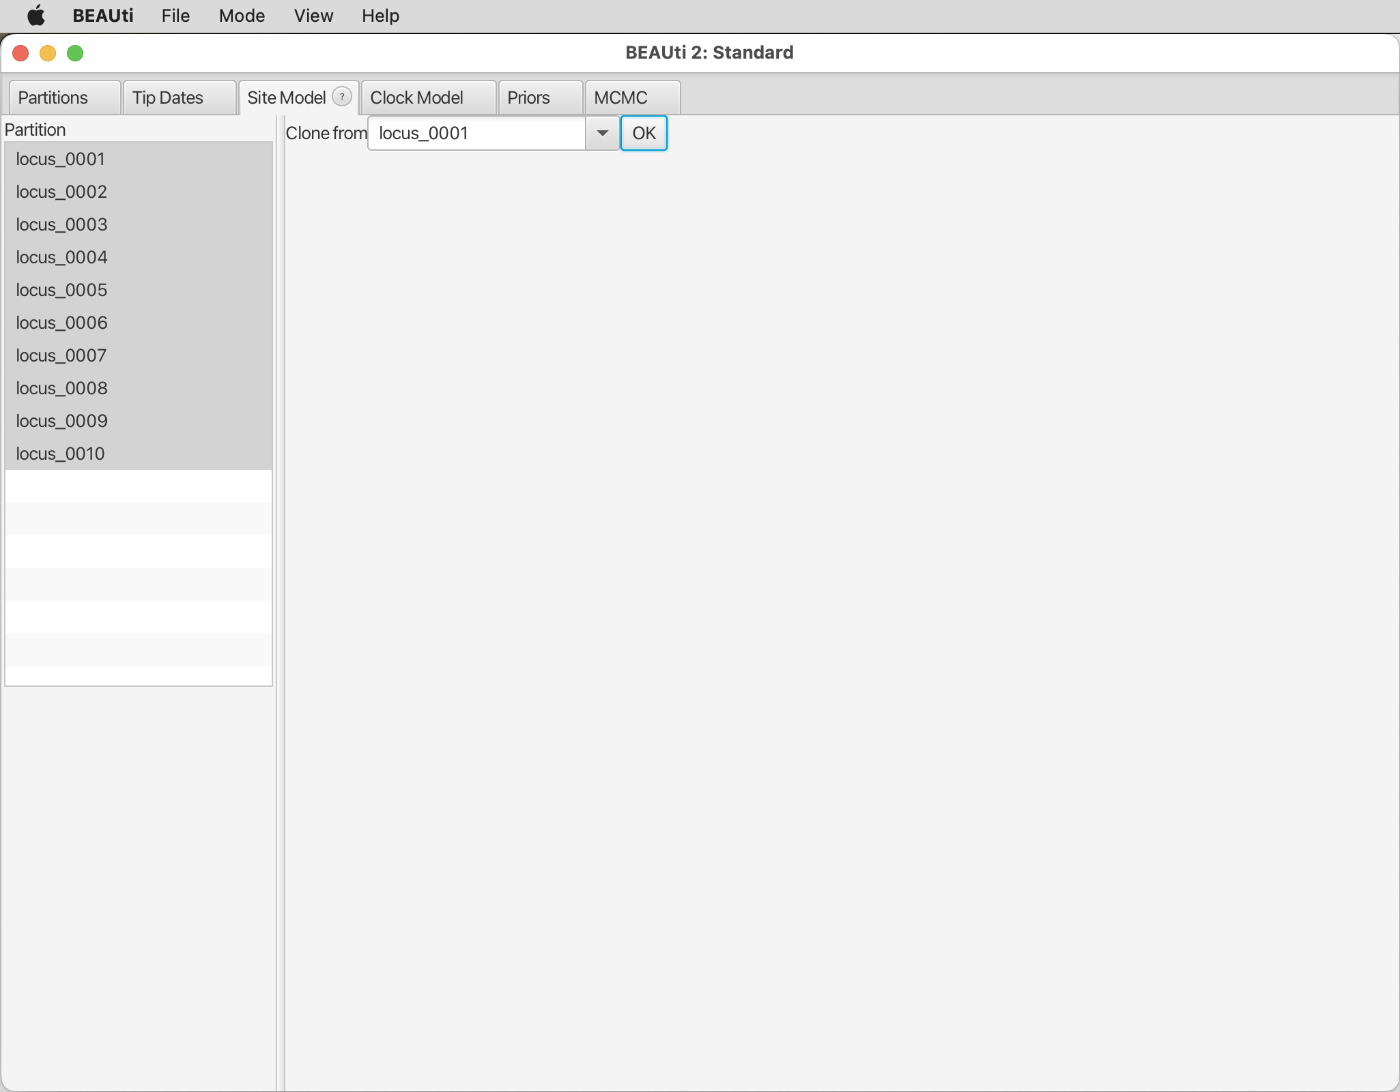 BEAUti File Mode View Help
BEAUti 2: Standard
Partitions Tip Dates Site Model ? Clock Model Priors MCMC
Partition
Clone from locus_0001 OK
locus_0001
locus_0002
locus_0003
locus_0004
locus_0005
locus_0006
locus_0007
locus_0008
locus_0009
locus_0010